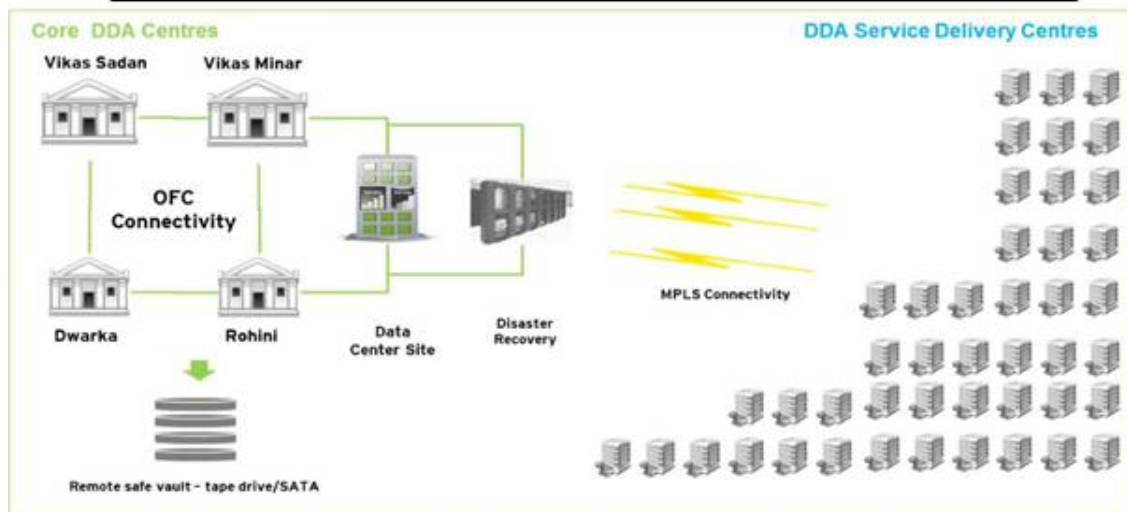 Core DDA Centres
DDA Service Delivery Centres
Vikas Sadan
Vikas Minar
OFC
Connectivity
MPLS Connectivity
Dwarka
Rohini
Data
Center Site
Disaster
Recovery
Remote safe vault - tape drive/SATA